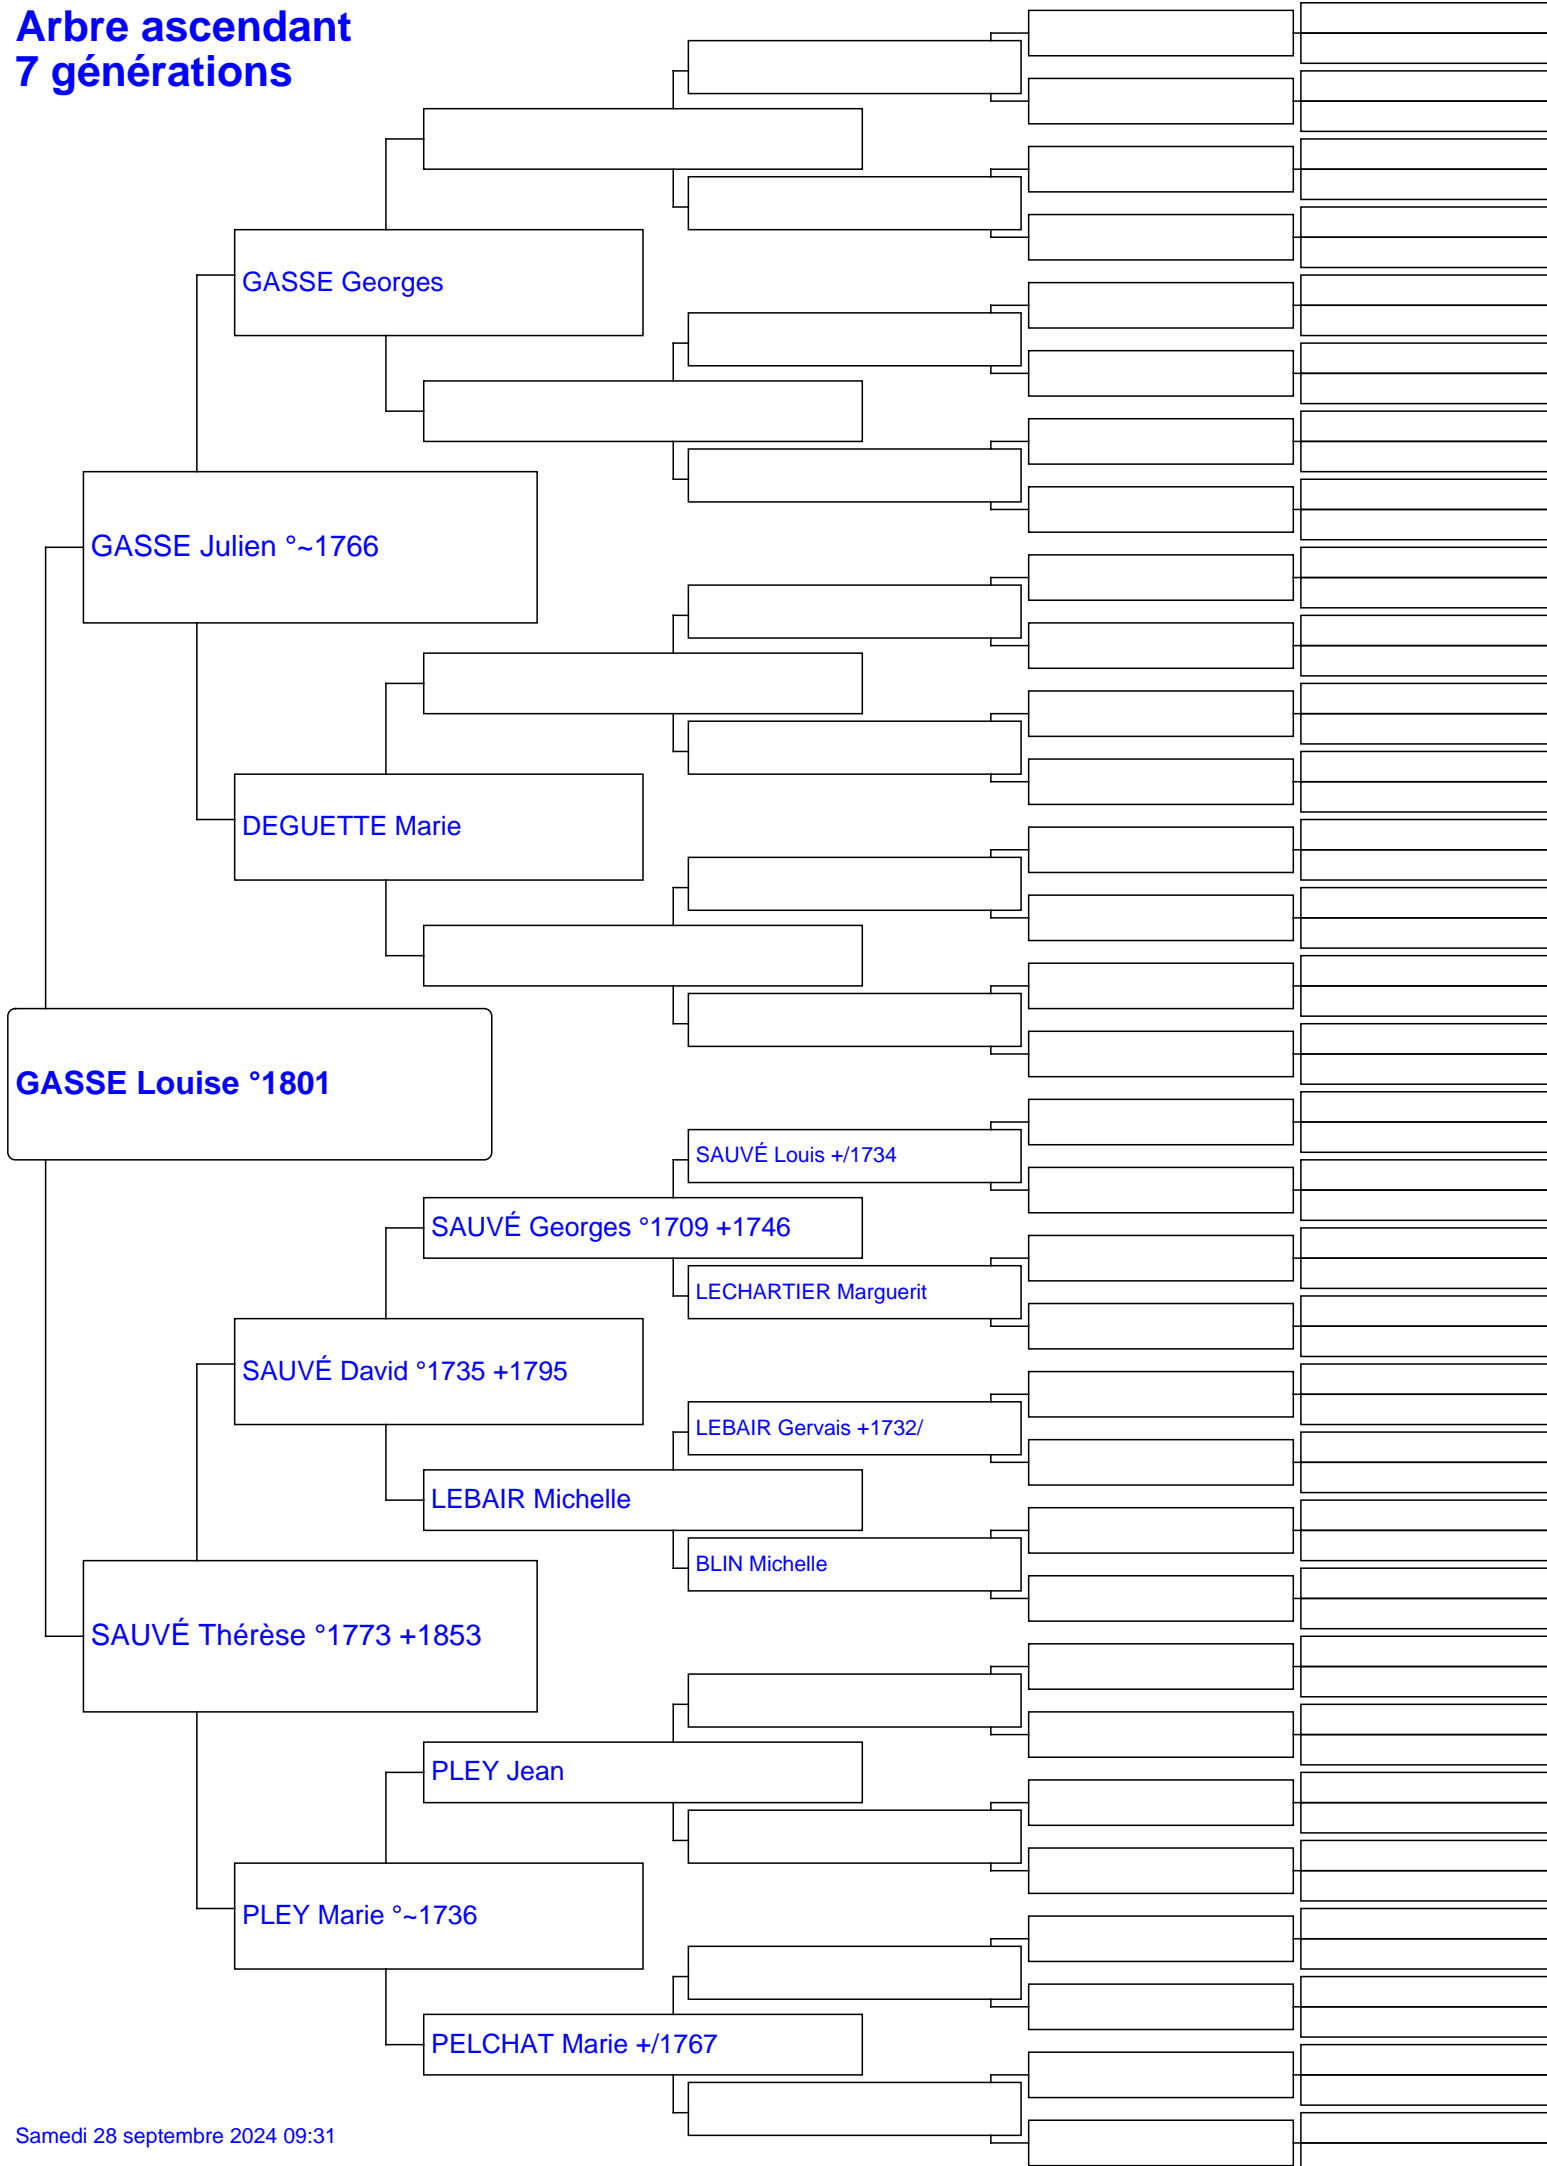 Arbre ascendant
7 générations
GASSE Georges
GASSE Julien °~1766
DEGUETTE Marie
GASSE Louise °1801
SAUVÉ Louis +/1734
SAUVÉ Georges °1709 +1746
LECHARTIER Marguerit
SAUVÉ David °1735 +1795
LEBAIR Gervais +1732/
LEBAIR Michelle
BLIN Michelle
SAUVÉ Thérèse °1773 +1853
PLEY Jean
PLEY Marie °~1736
PELCHAT Marie +/1767
Samedi 28 septembre 2024 09:31